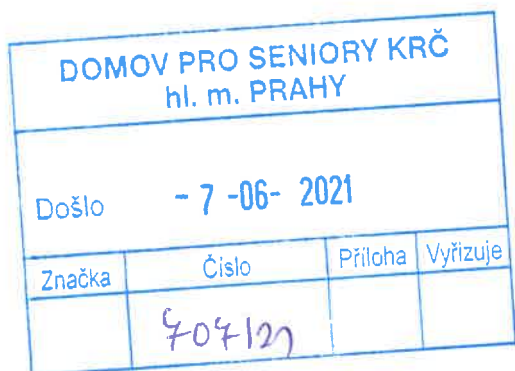 DOMOV PRO SENIORY KRČ
hl. m. PRAHY
Došlo - 7 -06- 2021
Značka Číslo Příloha Vyřizuje
707/21